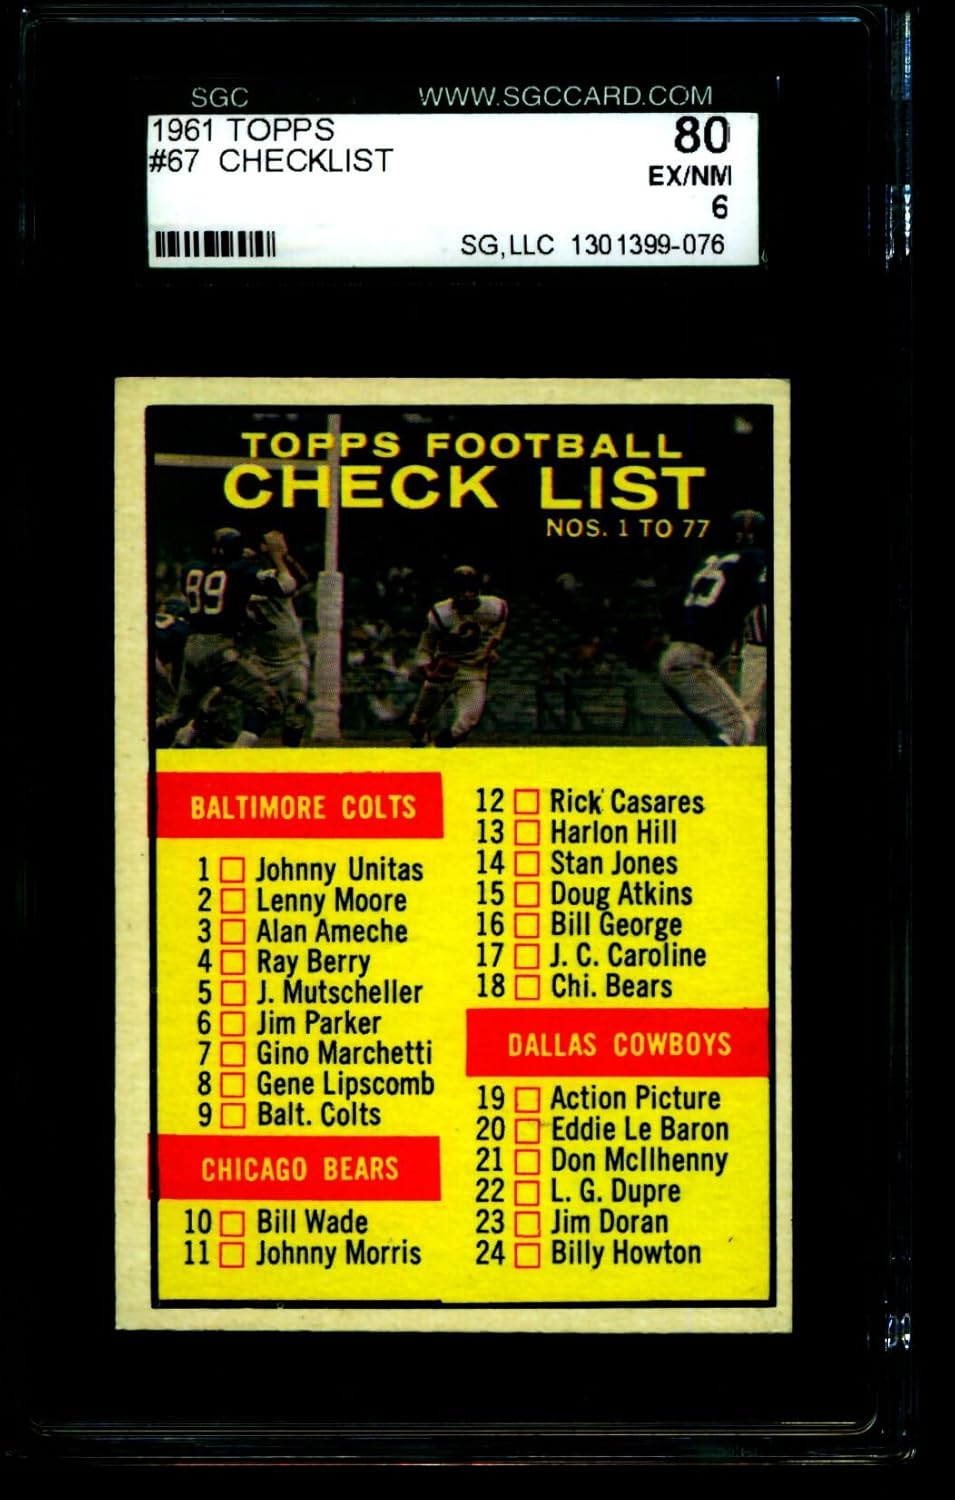 SGC WWW.SGCCARD.COM
1961 TOPPS 80
#67 CHECKLIST EX/NM
6
SG,LLC 1301399-076
TOPPS FOOTBALL
CHECK LIST
NOS. 1 TO 77
89
BALTIMORE COLTS
1 Johnny Unitas
2 Lenny Moore
3 Alan Ameche
4 Ray Berry
5 J. Mutscheller
6 Jim Parker
7 Gino Marchetti
8 Gene Lipscomb
9 Balt. Colts
CHICAGO BEARS
10 Bill Wade
11 Johnny Morris
12 Rick Casares
13 Harlon Hill
14 Stan Jones
15 Doug Atkins
16 Bill George
17 J. C. Caroline
18 Chi. Bears
DALLAS COWBOYS
19 Action Picture
20 Eddie Le Baron
21 Don McIlhenny
22 L. G. Dupre
23 Jim Doran
24 Billy Howton